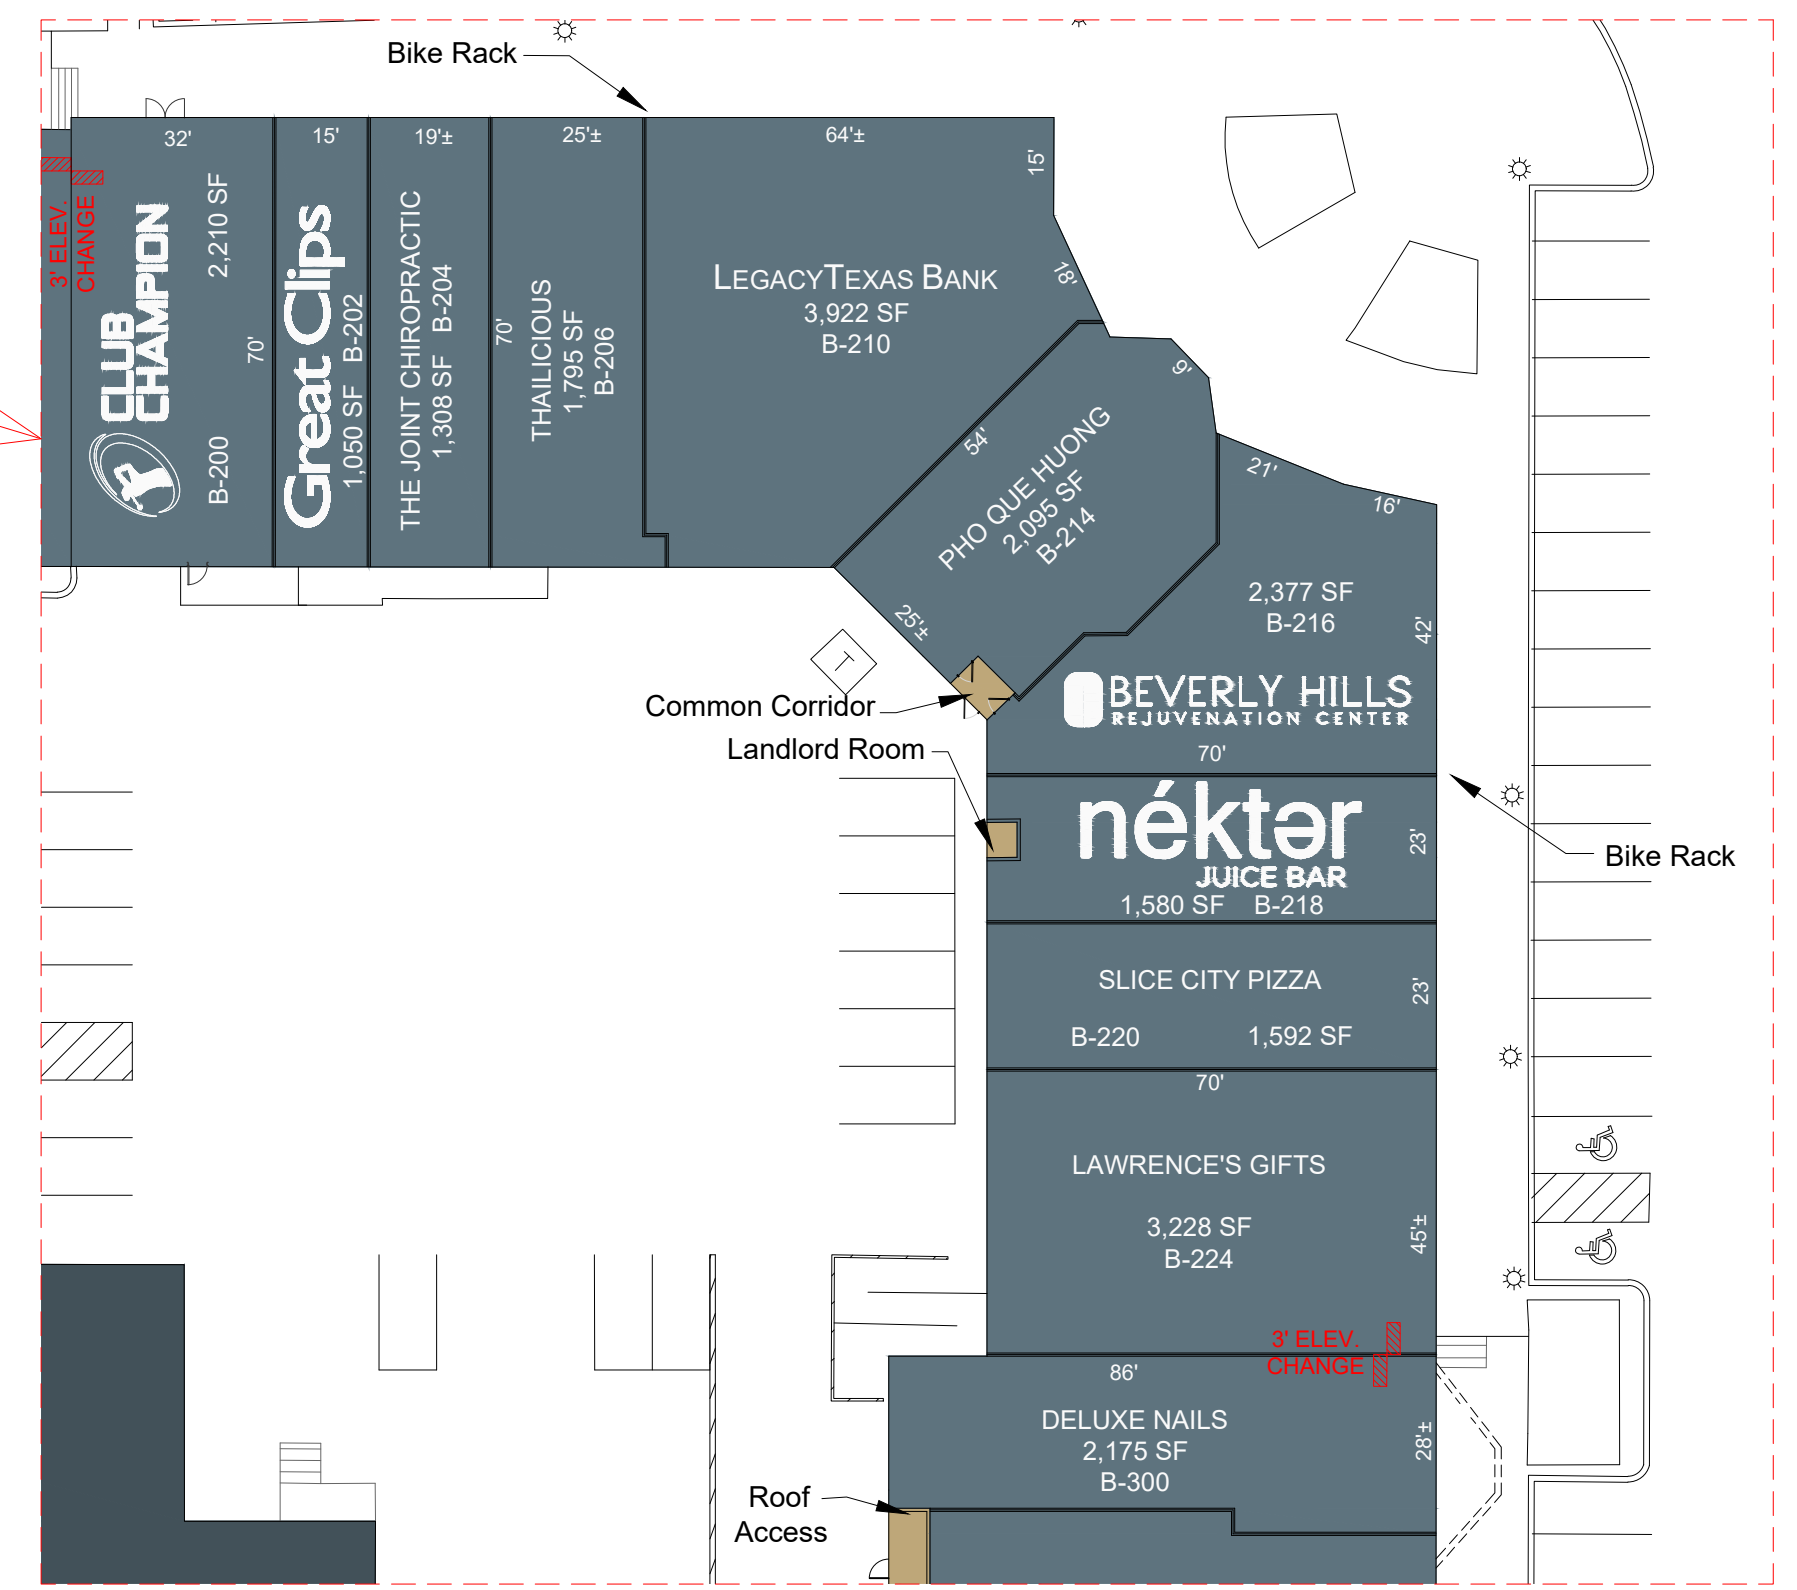 Bike Rack
32'
15'
19'±
25'±
64'±
15'
3' ELEV.
CHANGE
CLUB
CHAMPION
2,210 SF
B-200
70'
Great Clips
1,050 SF B-202
THE JOINT CHIROPRACTIC
1,308 SF B-204
70'
THAILICIOUS
1,795 SF
B-206
LEGACYTEXAS BANK
3,922 SF
B-210
18'
9'
54'
PHO QUE HUONG
2,095 SF
B-214
25'±
21'
16'
2,377 SF
B-216
42'
T
BEVERLY HILLS
REJUVENATION CENTER
Common Corridor
Landlord Room
70'
néktər
JUICE BAR
23'
1,580 SF B-218
Bike Rack
SLICE CITY PIZZA
23'
B-220 1,592 SF
70'
LAWRENCE'S GIFTS
3,228 SF
B-224
45'±
3' ELEV.
CHANGE
86'
DELUXE NAILS
2,175 SF
B-300
28'±
Roof
Access